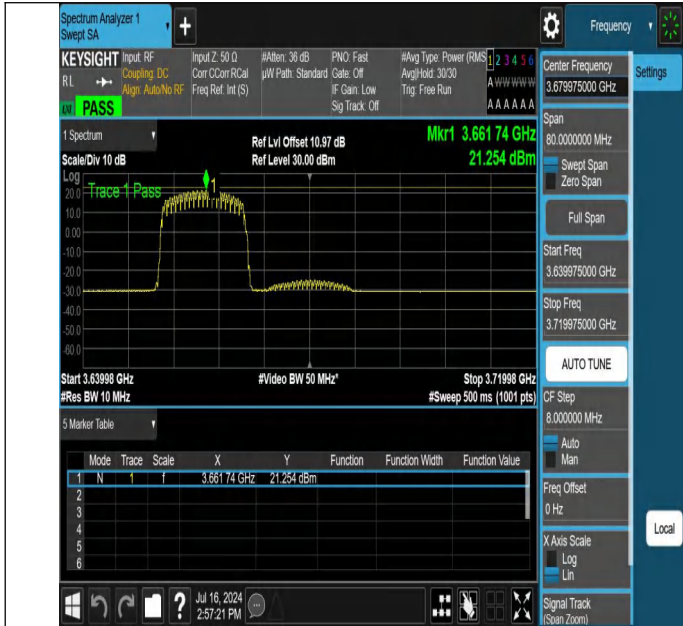 Spectrum Analyzer 1
Swept SA
Frequency
KEYSIGHT
Input: RF
Coupling: DC
Align: Auto/No RF
Input Z: 50 Ω
Corr CCorr RCal
Freq Ref: Int (S)
#Atten: 36 dB
µW Path: Standard
PNO: Fast
Gate: Off
IF Gain: Low
Sig Track: Off
#Avg Type: Power (RMS
Avg|Hold: 30/30
Trig: Free Run
1 2 3 4 5 6
A W W W W W
A A A A A A
RL
LXI
PASS
1 Spectrum
Scale/Div 10 dB
Ref Lvl Offset 10.97 dB
Ref Level 30.00 dBm
Mkr1 3.661 74 GHz
21.254 dBm
Log
Trace 1 Pass
1
20.0
10.0
0.00
-10.0
-20.0
-30.0
-40.0
-50.0
-60.0
Start 3.63998 GHz
#Res BW 10 MHz
#Video BW 50 MHz*
Stop 3.71998 GHz
#Sweep 500 ms (1001 pts)
5 Marker Table
Mode Trace Scale X Y Function Function Width Function Value
1 N 1 f 3.661 74 GHz 21.254 dBm
2
3
4
5
6
?
Jul 16, 2024
2:57:21 PM
Center Frequency
3.679975000 GHz
Settings
Span
80.0000000 MHz
Swept Span
Zero Span
Full Span
Start Freq
3.639975000 GHz
Stop Freq
3.719975000 GHz
AUTO TUNE
CF Step
8.000000 MHz
Auto
Man
Freq Offset
0 Hz
Local
X Axis Scale
Log
Lin
Signal Track
(Span Zoom)